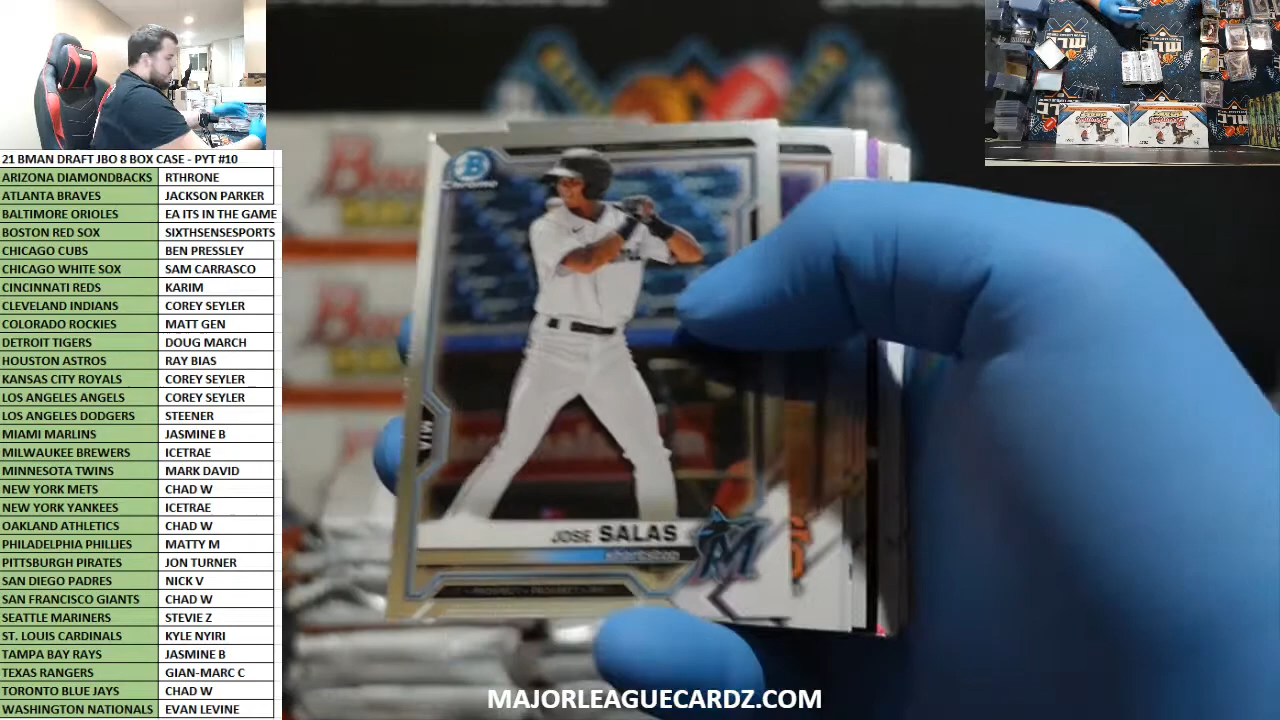 21 BMAN DRAFT JBO 8 BOX CASE - PYT #10
ARIZONA DIAMONDBACKS RTHRONE
ATLANTA BRAVES JACKSON PARKER
BALTIMORE ORIOLES EA ITS IN THE GAME
BOSTON RED SOX SIXTHSENSESPORTS
CHICAGO CUBS BEN PRESSLEY
CHICAGO WHITE SOX SAM CARRASCO
CINCINNATI REDS KARIM
CLEVELAND INDIANS COREY SEYLER
COLORADO ROCKIES MATT GEN
DETROIT TIGERS DOUG MARCH
HOUSTON ASTROS RAY BIAS
KANSAS CITY ROYALS COREY SEYLER
LOS ANGELES ANGELS COREY SEYLER
LOS ANGELES DODGERS STEENER
MIAMI MARLINS JASMINE B
MILWAUKEE BREWERS ICETRAE
MINNESOTA TWINS MARK DAVID
NEW YORK METS CHAD W
NEW YORK YANKEES ICETRAE
OAKLAND ATHLETICS CHAD W
PHILADELPHIA PHILLIES MATTY M
PITTSBURGH PIRATES JON TURNER
SAN DIEGO PADRES NICK V
SAN FRANCISCO GIANTS CHAD W
SEATTLE MARINERS STEVIE Z
ST. LOUIS CARDINALS KYLE NYIRI
TAMPA BAY RAYS JASMINE B
TEXAS RANGERS GIAN-MARC C
TORONTO BLUE JAYS CHAD W
WASHINGTON NATIONALS EVAN LEVINE
B
Chrome
MIA
JOSE SALAS
shortstop
M
MAJORLEAGUECARDZ.COM
MLC